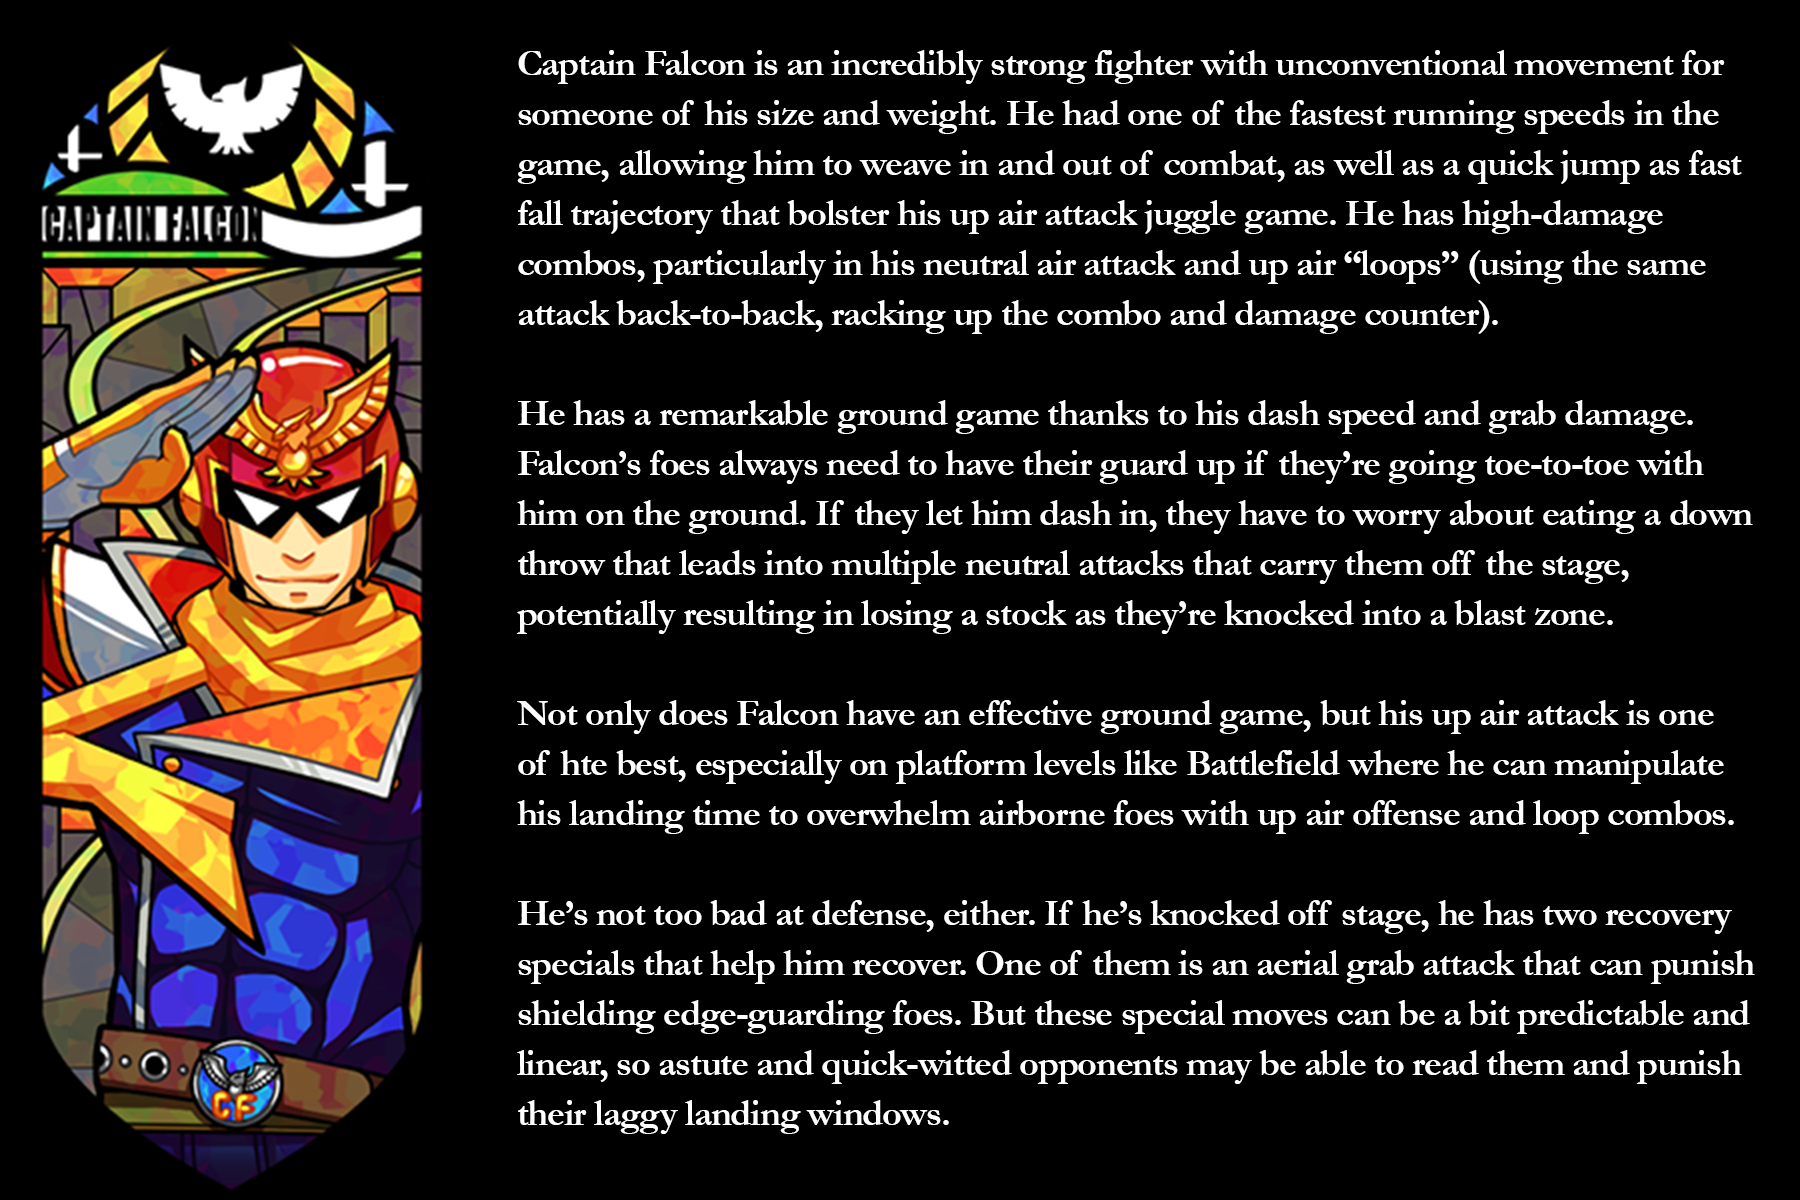 CAPTAIN FALCON
Captain Falcon is an incredibly strong fighter with unconventional movement for
someone of his size and weight. He had one of the fastest running speeds in the
game, allowing him to weave in and out of combat, as well as a quick jump as fast
fall trajectory that bolster his up air attack juggle game. He has high-damage
combos, particularly in his neutral air attack and up air “loops” (using the same
attack back-to-back, racking up the combo and damage counter).
He has a remarkable ground game thanks to his dash speed and grab damage.
Falcon’s foes always need to have their guard up if they’re going toe-to-toe with
him on the ground. If they let him dash in, they have to worry about eating a down
throw that leads into multiple neutral attacks that carry them off the stage,
potentially resulting in losing a stock as they’re knocked into a blast zone.
Not only does Falcon have an effective ground game, but his up air attack is one
of hte best, especially on platform levels like Battlefield where he can manipulate
his landing time to overwhelm airborne foes with up air offense and loop combos.
He’s not too bad at defense, either. If he’s knocked off stage, he has two recovery
specials that help him recover. One of them is an aerial grab attack that can punish
shielding edge-guarding foes. But these special moves can be a bit predictable and
linear, so astute and quick-witted opponents may be able to read them and punish
their laggy landing windows.
CF